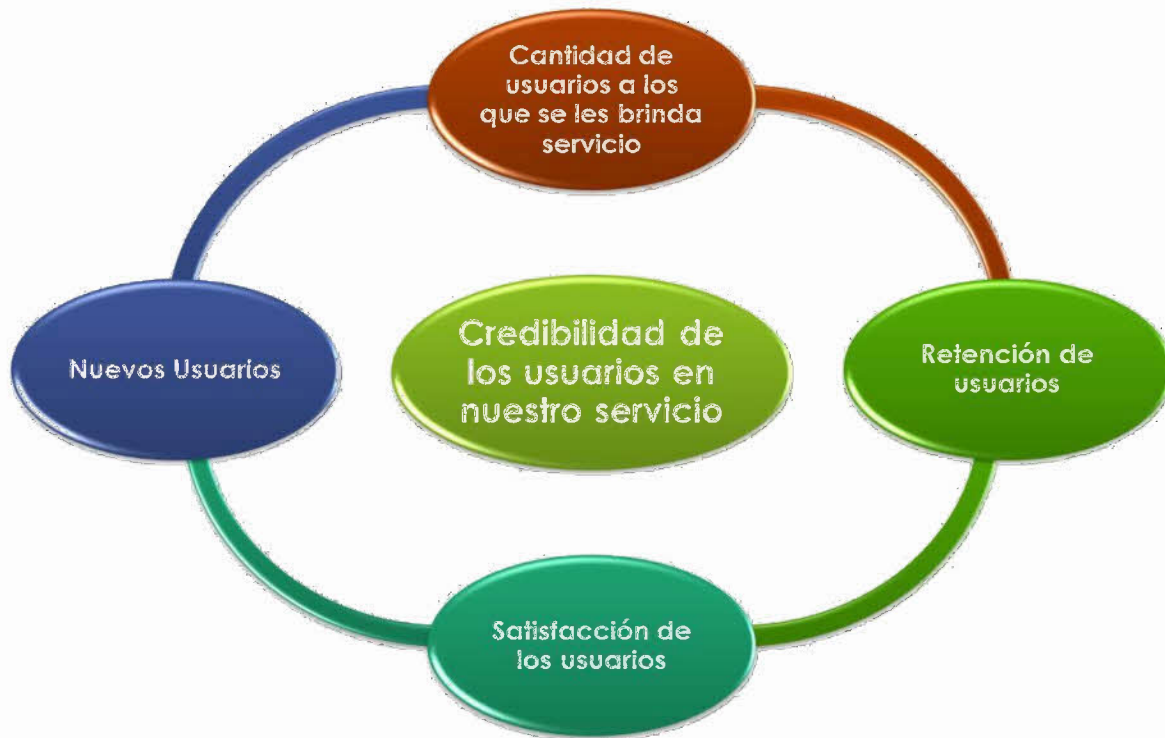 Cantidad de
usuarios a los
que se les brinda
servicio
Nuevos Usuarios
Credibilidad de
los usuarios en
nuestro servicio
Retención de
usuarios
Satisfacción de
los usuarios